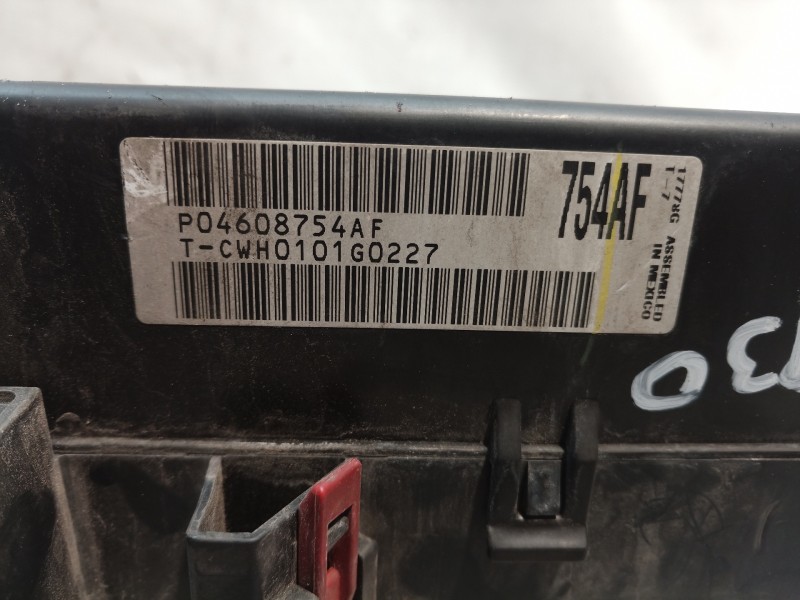 P04608754AF
T-CWH0101G0227
754AF
17778G ASSEMBLED
T-7 IN MEXICO